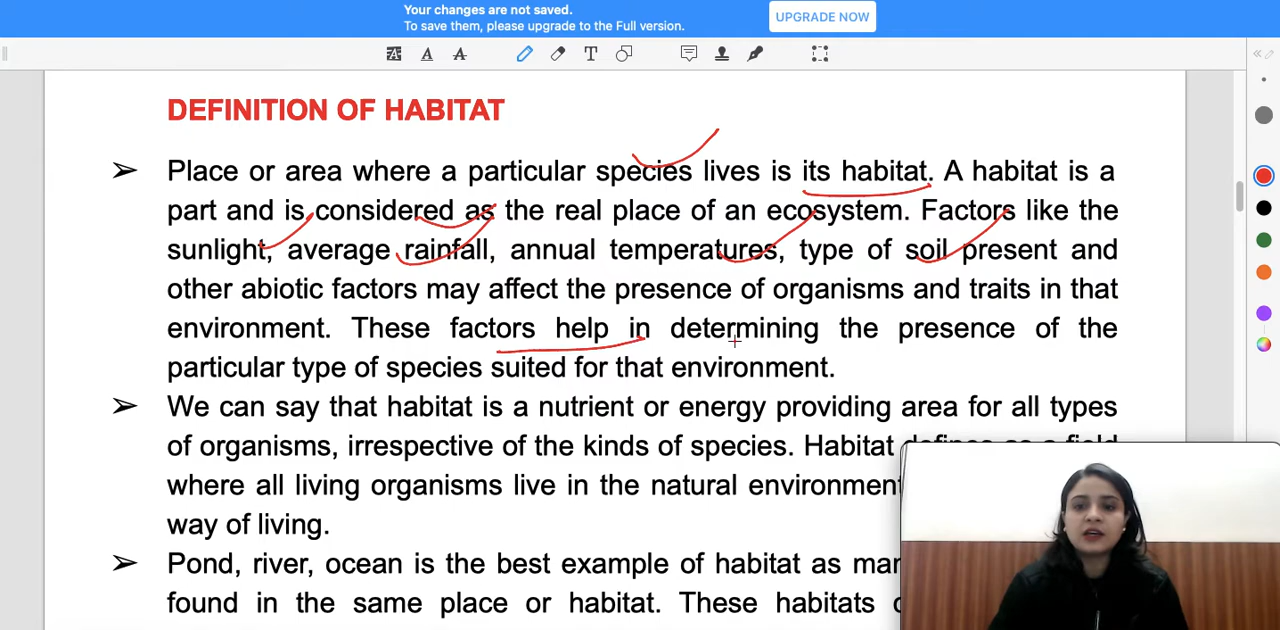 Your changes are not saved.
To save them, please upgrade to the Full version.
UPGRADE NOW
DEFINITION OF HABITAT
➢ Place or area where a particular species lives is its habitat. A habitat is a
part and is considered as the real place of an ecosystem. Factors like the
sunlight, average rainfall, annual temperatures, type of soil present and
other abiotic factors may affect the presence of organisms and traits in that
environment. These factors help in determining the presence of the
particular type of species suited for that environment.
➢ We can say that habitat is a nutrient or energy providing area for all types
of organisms, irrespective of the kinds of species. Habitat defines as a field
where all living organisms live in the natural environment
way of living.
➢ Pond, river, ocean is the best example of habitat as
found in the same place or habitat. These habitats